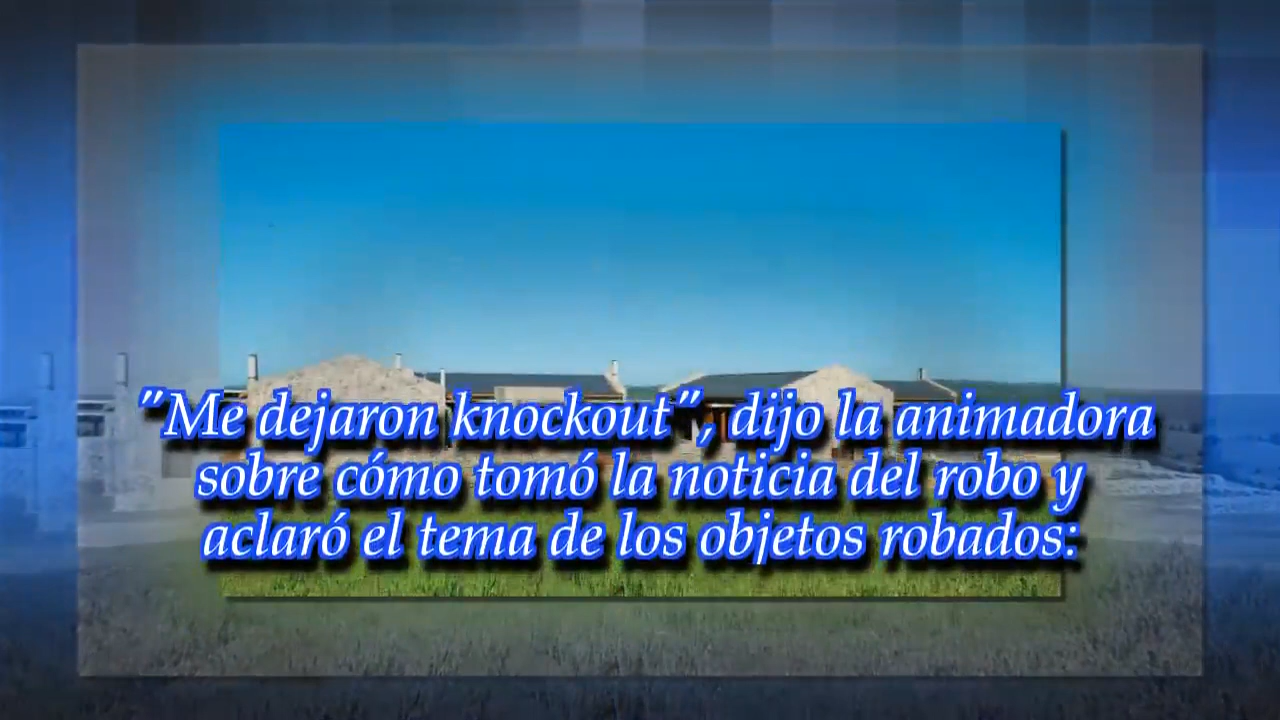 "Me dejaron knockout", dijo la animadora
sobre cómo tomó la noticia del robo y
aclaró el tema de los objetos robados: